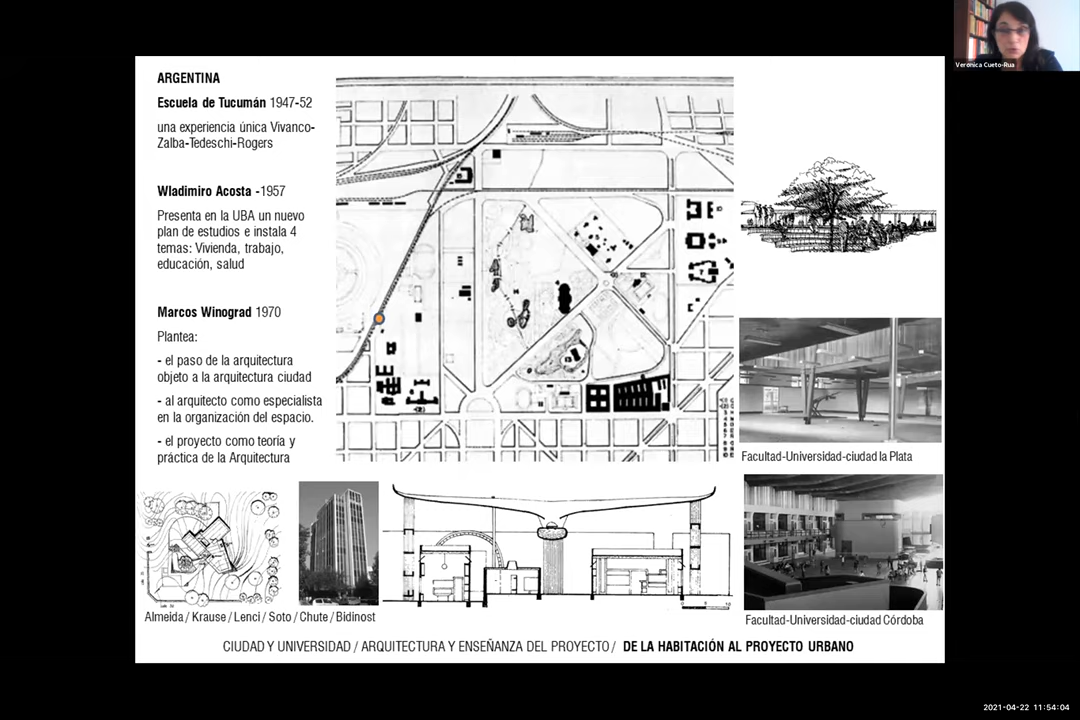 Veronica Cueto-Rua
ARGENTINA
Escuela de Tucumán 1947-52
una experiencia única Vivanco-
Zalba-Tedeschi-Rogers
Wladimiro Acosta -1957
Presenta en la UBA un nuevo
plan de estudios e instala 4
temas: Vivienda, trabajo,
educación, salud
Marcos Winograd 1970
Plantea:
- el paso de la arquitectura
objeto a la arquitectura ciudad
- al arquitecto como especialista
en la organización del espacio.
- el proyecto como teoría y
práctica de la Arquitectura
Facultad-Universidad-ciudad la Plata
Almeida / Krause / Lenci / Soto / Chute / Bidinost
Facultad-Universidad-ciudad Córdoba
CIUDAD Y UNIVERSIDAD / ARQUITECTURA Y ENSEÑANZA DEL PROYECTO / DE LA HABITACIÓN AL PROYECTO URBANO
2021-04-22 11:54:04